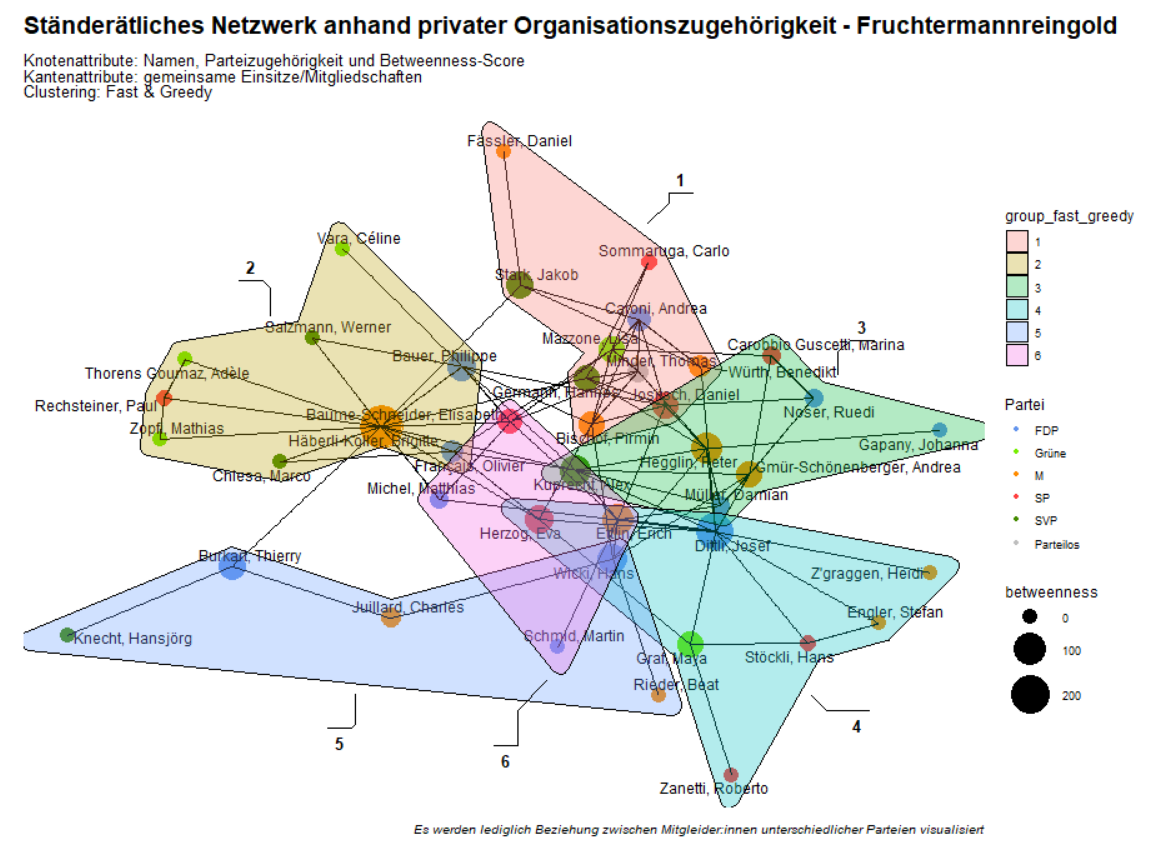 Ständerätliches Netzwerk anhand privater Organisationszugehörigkeit - Fruchtermannreingold
Knotenattribute: Namen, Parteizugehörigkeit und Betweenness-Score
Kantenattribute: gemeinsame Einsitze/Mitgliedschaften
Clustering: Fast & Greedy
Fässler, Daniel
1
Sommaruga, Carlo
Vara, Céline
2
Stark, Jakob
Caroni, Andrea
Salzmann, Werner
Mazzone, Lisa
3
Carobbio Guscetti, Marina
Bauer, Philippe
Minder, Thomas
Würth, Benedikt
Thorens Goumaz, Adèle
Germann, Hannes
Jositsch, Daniel
Rechsteiner, Paul
Baume-Schneider, Elisabeth
Noser, Ruedi
Zopfi, Mathias
Häberli-Koller, Brigitte
Bischof, Pirmin
Gapany, Johanna
Français, Olivier
Hegglin, Peter
Gmür-Schönenberger, Andrea
Chiesa, Marco
Kuprecht, Alex
Michel, Matthias
Müller, Damian
Herzog, Eva
Ettlin, Erich
Dittli, Josef
Burkart, Thierry
Wicki, Hans
Z'graggen, Heidi
Juillard, Charles
Engler, Stefan
Knecht, Hansjörg
Schmid, Martin
Graf, Maya
Stöckli, Hans
Rieder, Beat
5
6
4
Zanetti, Roberto
group_fast_greedy
1
2
3
4
5
6
Partei
FDP
Grüne
M
SP
SVP
Parteilos
betweenness
0
100
200
Es werden lediglich Beziehung zwischen Mitgleider:innen unterschiedlicher Parteien visualisiert